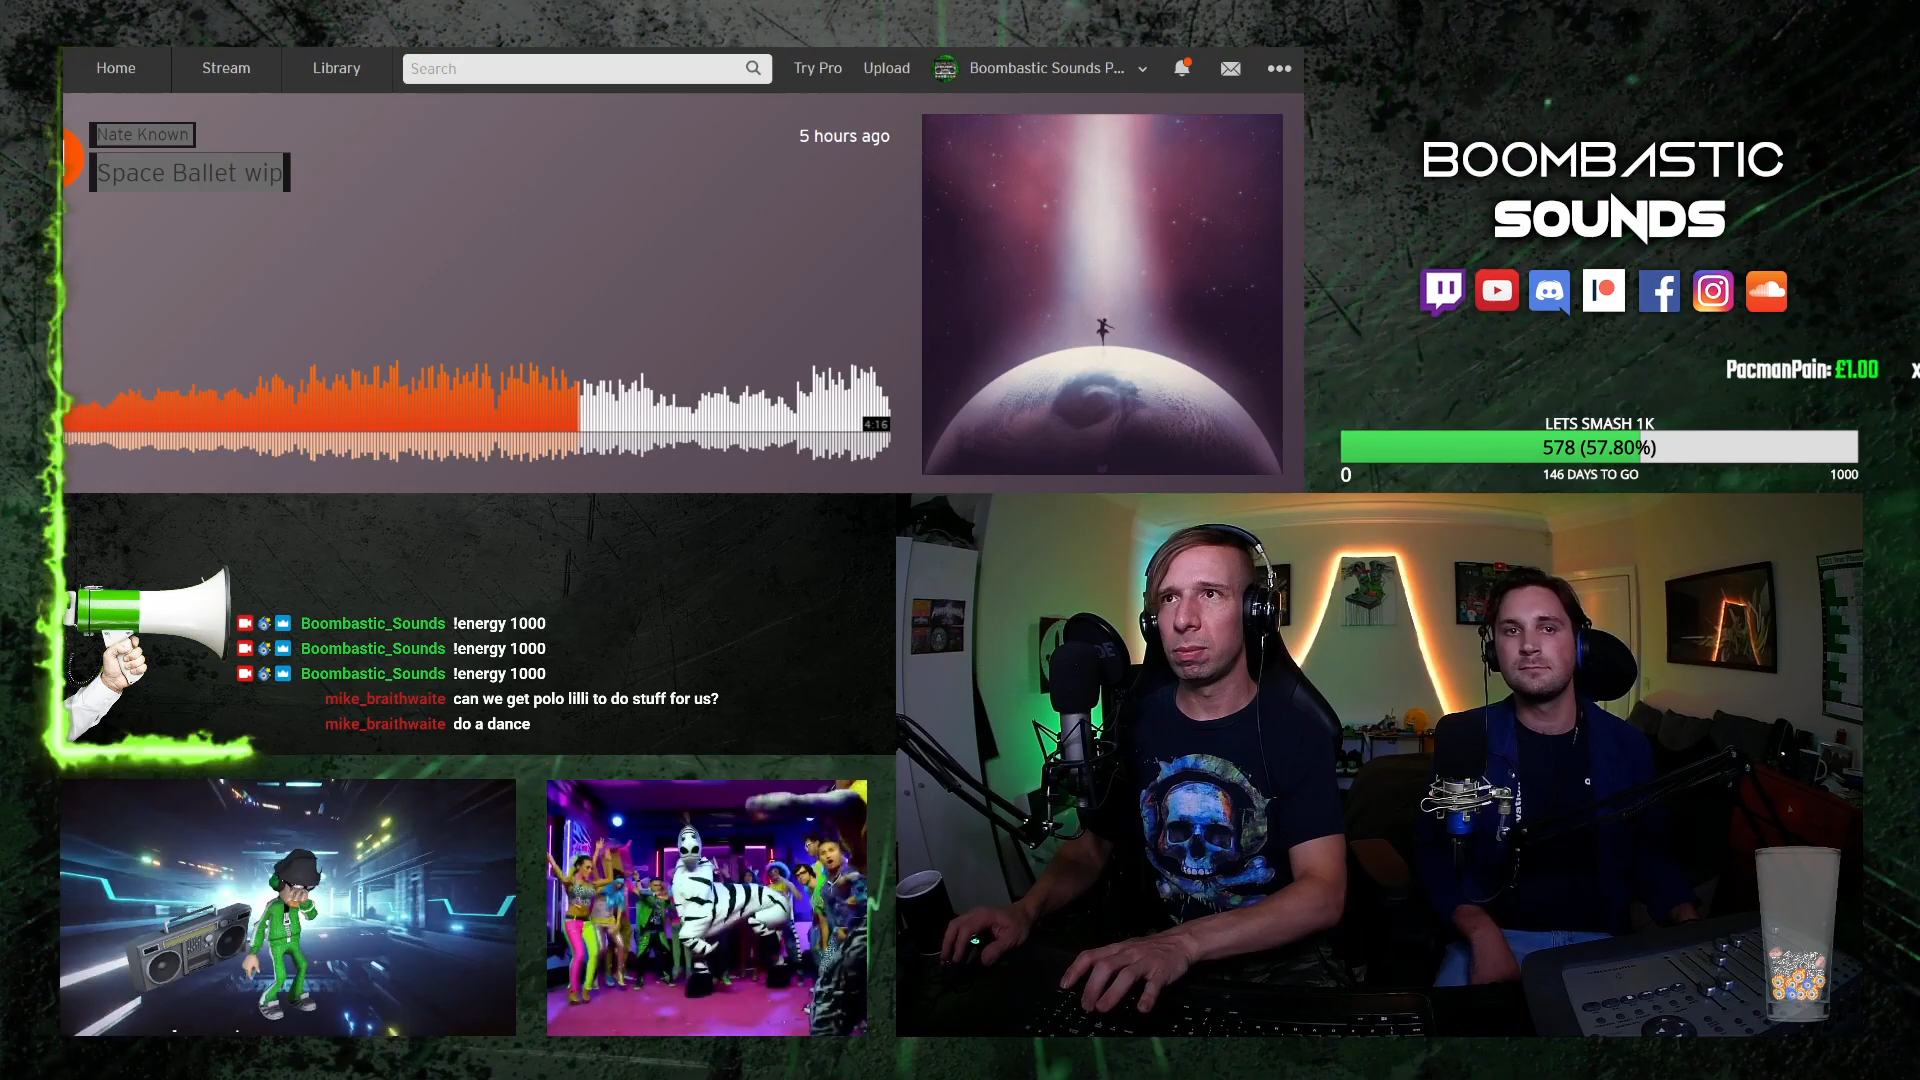 Home
Stream
Library
Search
Try Pro
Upload
Boombastic Sounds P...
Nate Known
5 hours ago
Space Ballet wip
4:16
BOOMBASTIC
SOUNDS
PacmanPain: £1.00
x
LETS SMASH 1K
578 (57.80%)
0
146 DAYS TO GO
1000
Boombastic_Sounds !energy 1000
Boombastic_Sounds !energy 1000
Boombastic_Sounds !energy 1000
mike_braithwaite can we get polo lilli to do stuff for us?
mike_braithwaite do a dance